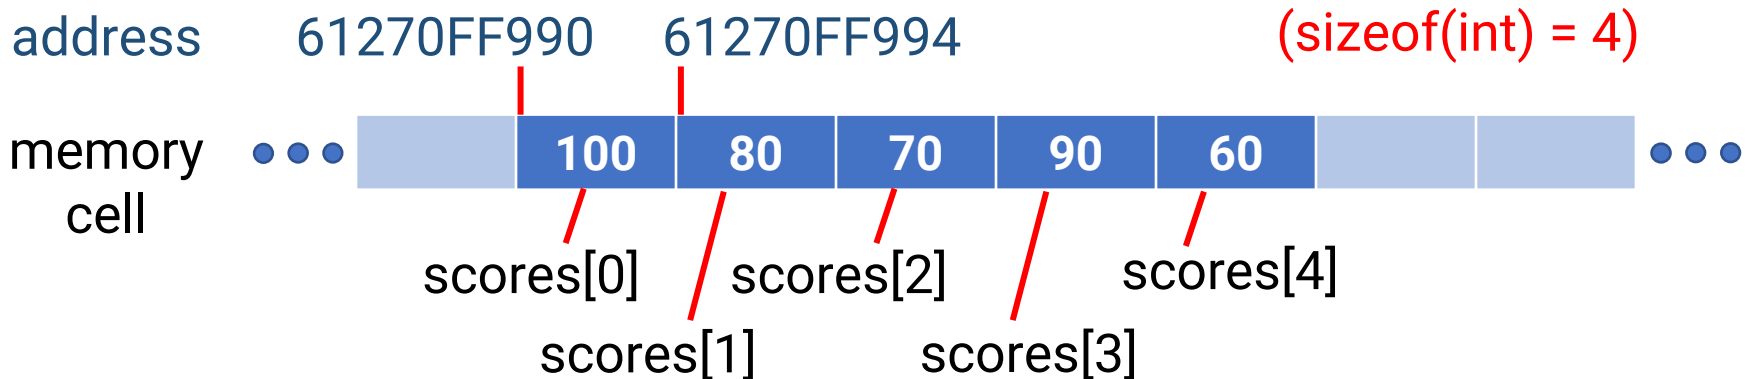 address 61270FF990 61270FF994 (sizeof(int) = 4)
memory
cell
100 80 70 90 60
scores[0] scores[2] scores[4]
scores[1] scores[3]